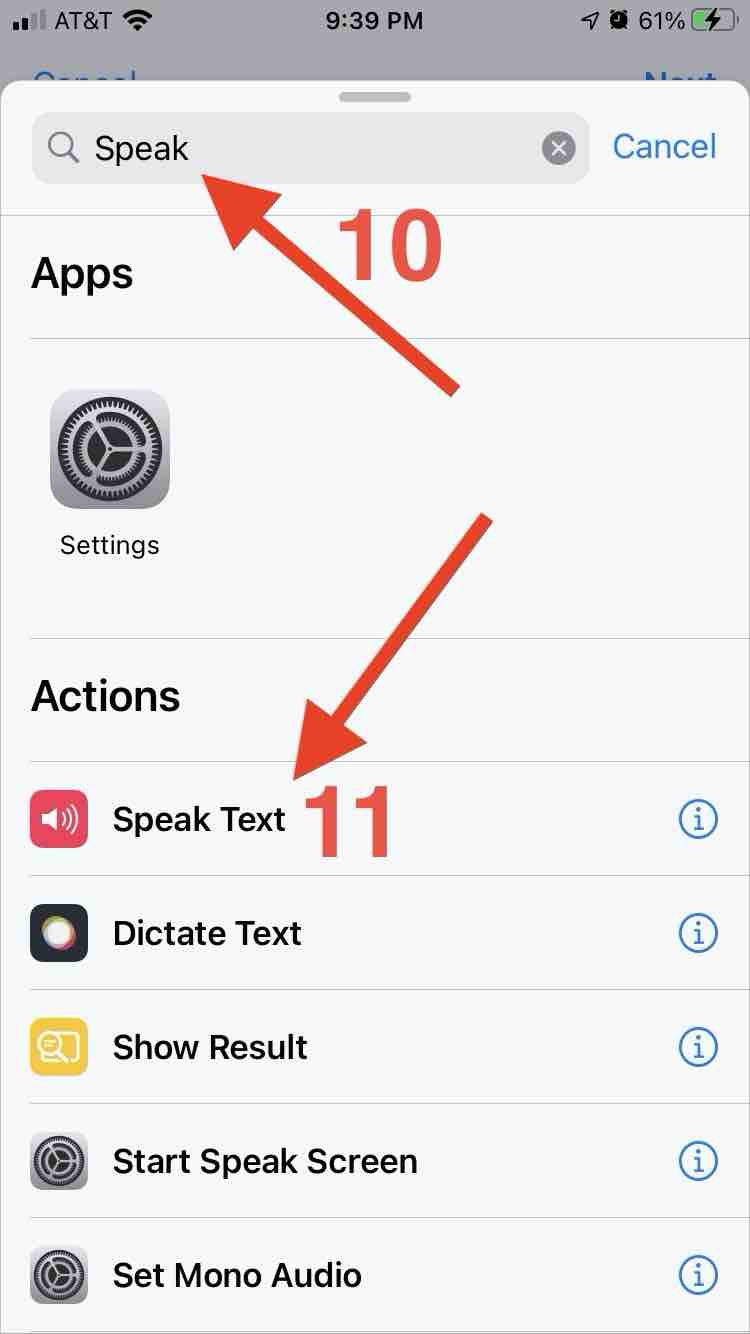 AT&T 9:39 PM 61%
Speak Cancel
10
Apps
Settings
Actions
Speak Text 11
Dictate Text
Show Result
Start Speak Screen
Set Mono Audio